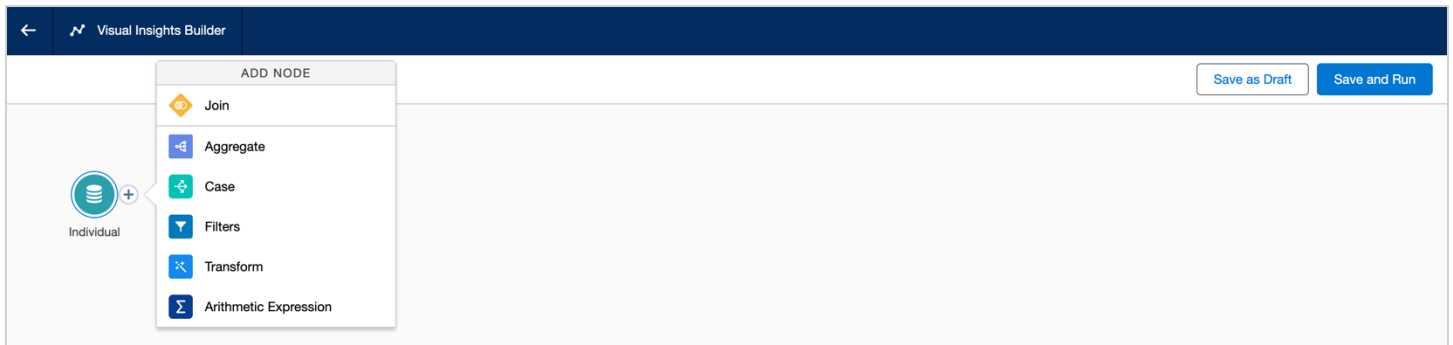 Visual Insights Builder
ADD NODE
Save as Draft
Save and Run
Join
Aggregate
Case
Individual
Filters
Transform
Arithmetic Expression